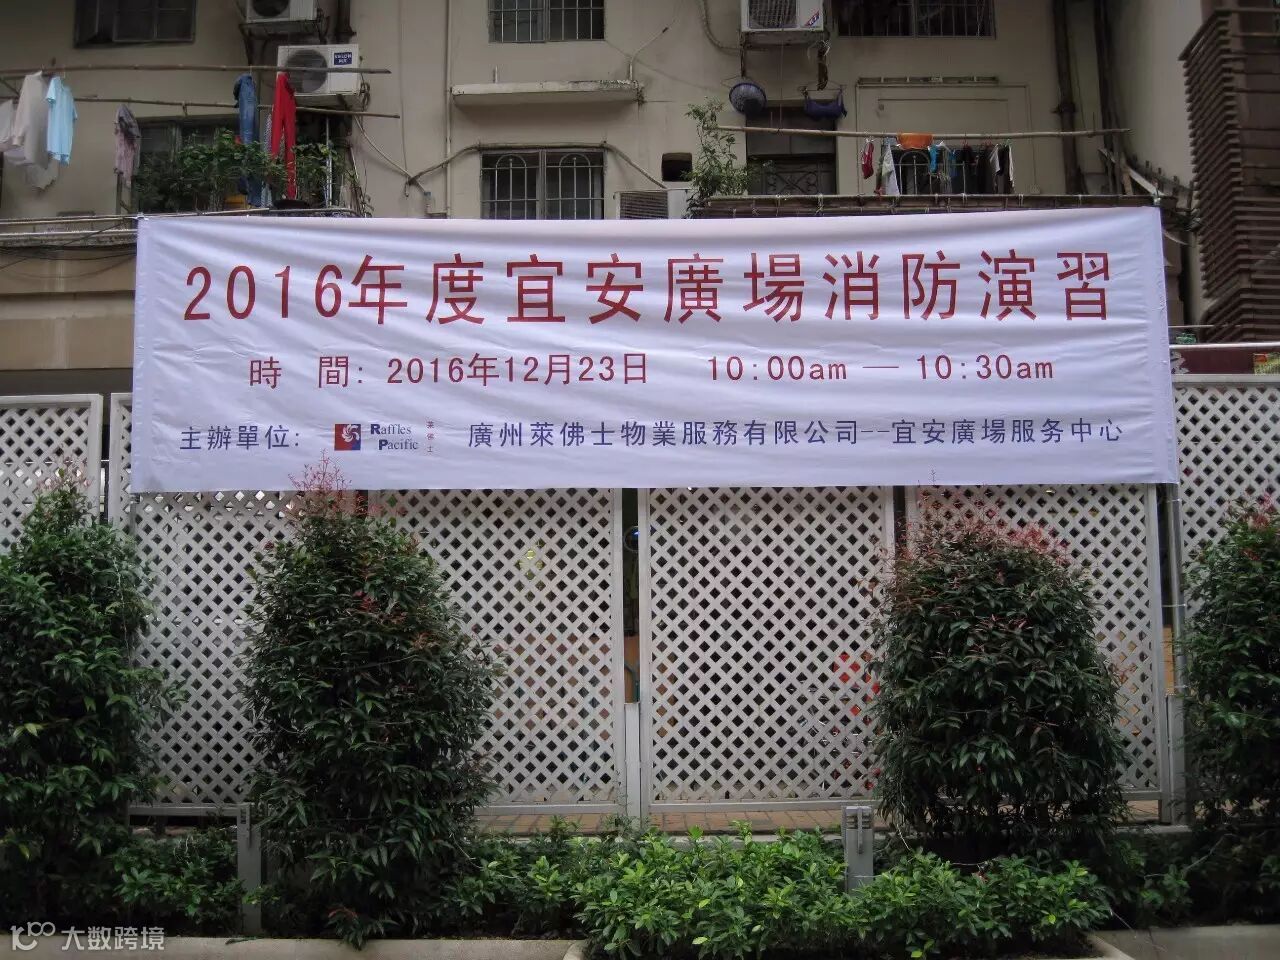 2016年度宜安廣場消防演習
時 間: 2016年12月23日 10:00am — 10:30am
主辦單位: Raffles Pacific 萊佛士 廣州萊佛士物業服務有限公司--宜安廣場服务中心
大数跨境